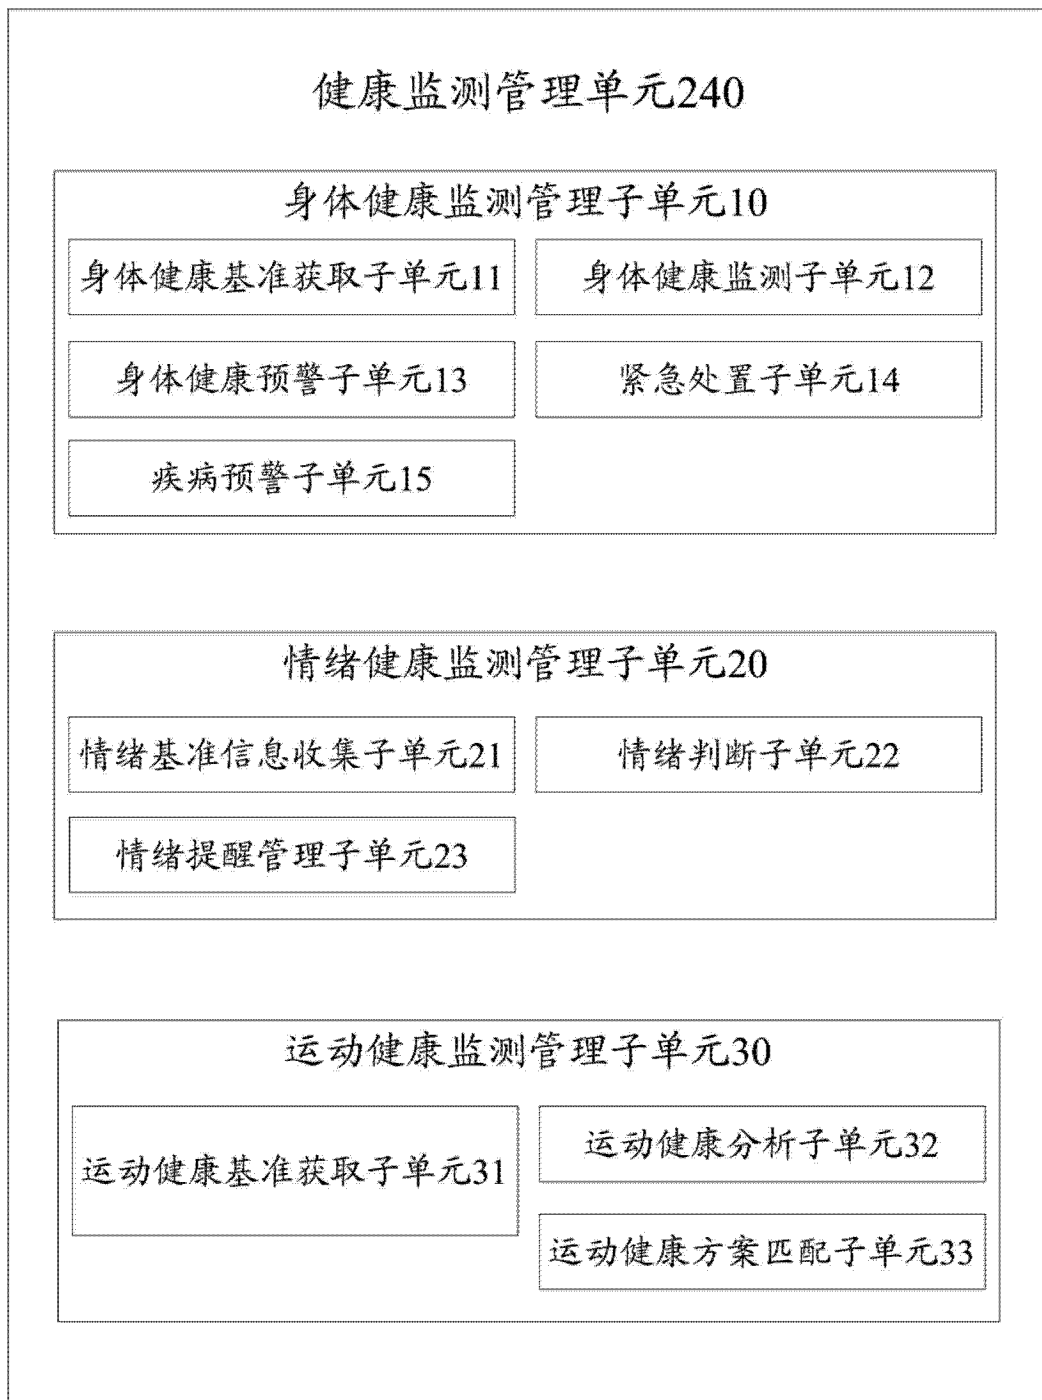 健康监测管理单元240
身体健康监测管理子单元10
身体健康基准获取子单元11
身体健康监测子单元12
身体健康预警子单元13
紧急处置子单元14
疾病预警子单元15
情绪健康监测管理子单元20
情绪基准信息收集子单元21
情绪判断子单元22
情绪提醒管理子单元23
运动健康监测管理子单元30
运动健康基准获取子单元31
运动健康分析子单元32
运动健康方案匹配子单元33